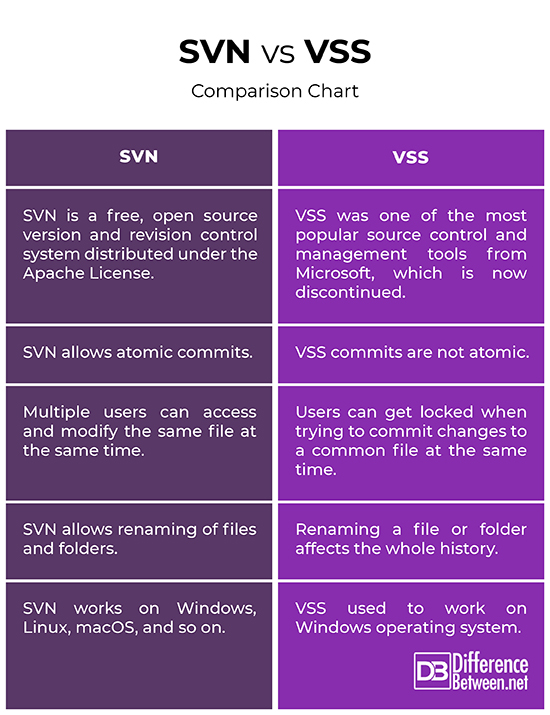 SVN vs VSS
Comparison Chart
SVN
VSS
SVN is a free, open source
version and revision control
system distributed under the
Apache License.
VSS was one of the most
popular source control and
management tools from
Microsoft, which is now
discontinued.
SVN allows atomic commits.
VSS commits are not atomic.
Multiple users can access
and modify the same file at
the same time.
Users can get locked when
trying to commit changes to
a common file at the same
time.
SVN allows renaming of files
and folders.
Renaming a file or folder
affects the whole history.
SVN works on Windows,
Linux, macOS, and so on.
VSS used to work on
Windows operating system.
DB Difference
Between.net